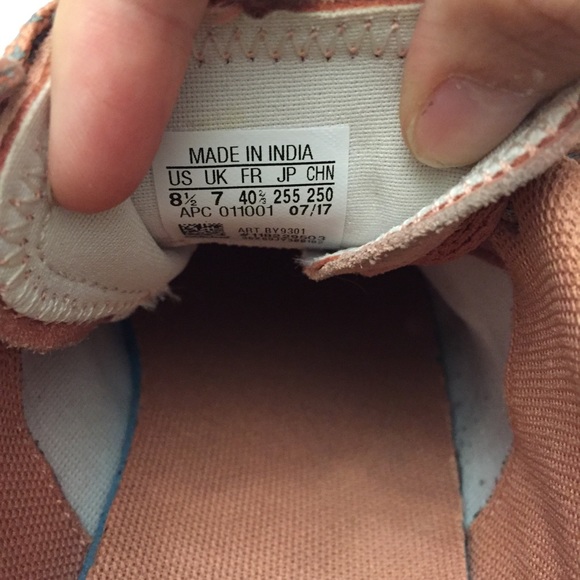 MADE IN INDIA
US UK FR JP CHN
8½ 7 40⅔ 255 250
APC 011001 07/17
ART. BY9301